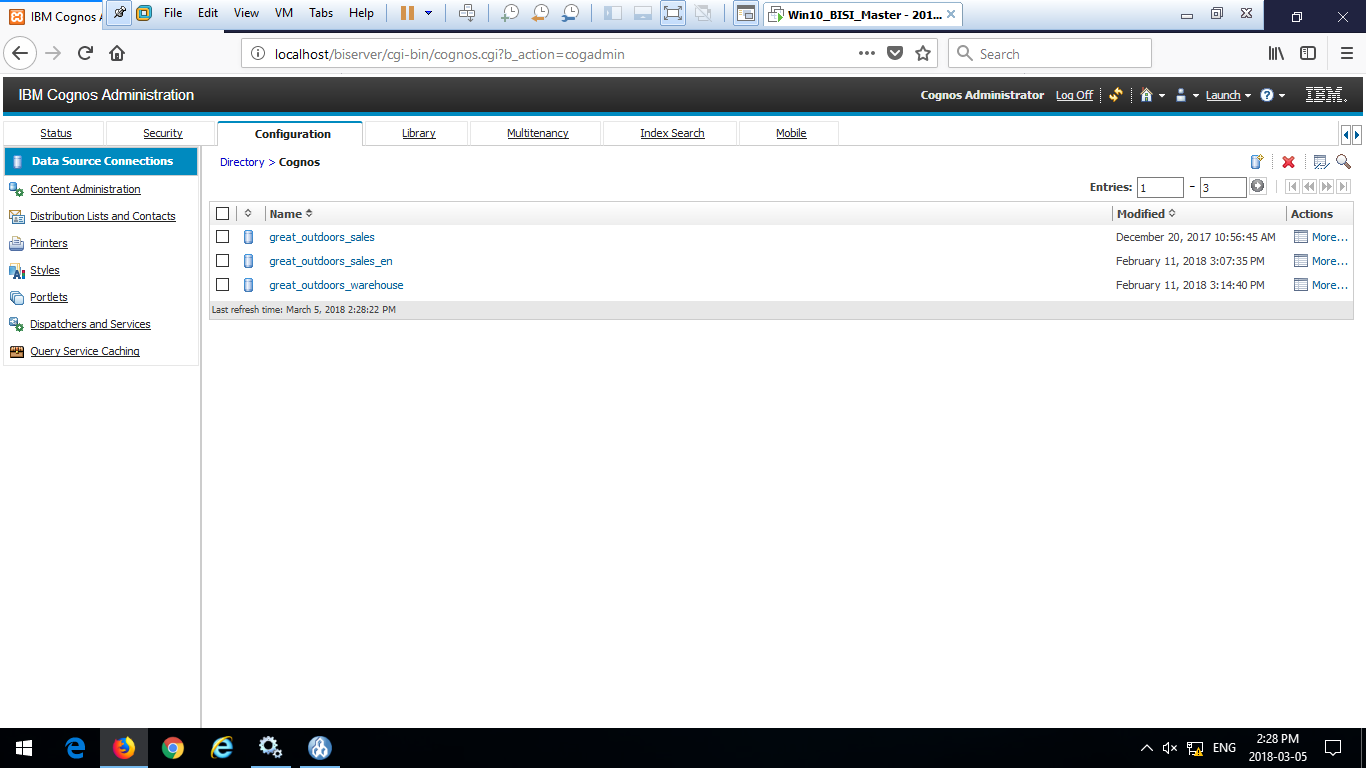 IBM Cognos A
File Edit View VM Tabs Help
Win10_BISI_Master - 201...
localhost/biserver/cgi-bin/cognos.cgi?b_action=cogadmin
Search
IBM Cognos Administration
Cognos Administrator Log Off Launch IBM.
Status Security Configuration Library Multitenancy Index Search Mobile
Data Source Connections
Content Administration
Distribution Lists and Contacts
Printers
Styles
Portlets
Dispatchers and Services
Query Service Caching
Directory > Cognos
Entries: 1 - 3
Name Modified Actions
great_outdoors_sales December 20, 2017 10:56:45 AM More...
great_outdoors_sales_en February 11, 2018 3:07:35 PM More...
great_outdoors_warehouse February 11, 2018 3:14:40 PM More...
Last refresh time: March 5, 2018 2:28:22 PM
ENG
2:28 PM
2018-03-05